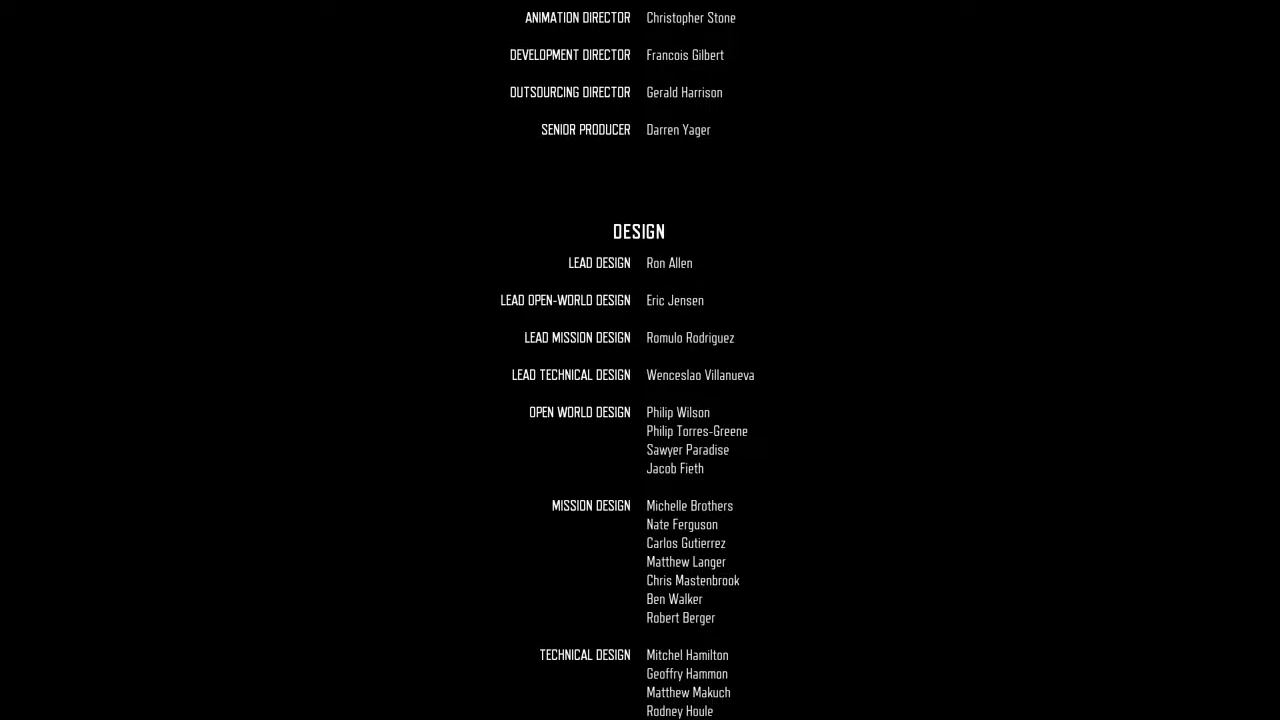 ANIMATION DIRECTOR Christopher Stone
DEVELOPMENT DIRECTOR Francois Gilbert
OUTSOURCING DIRECTOR Gerald Harrison
SENIOR PRODUCER Darren Yager
DESIGN
LEAD DESIGN Ron Allen
LEAD OPEN-WORLD DESIGN Eric Jensen
LEAD MISSION DESIGN Romulo Rodriguez
LEAD TECHNICAL DESIGN Wenceslao Villanueva
OPEN WORLD DESIGN Philip Wilson
Philip Torres-Greene
Sawyer Paradise
Jacob Fieth
MISSION DESIGN Michelle Brothers
Nate Ferguson
Carlos Gutierrez
Matthew Langer
Chris Mastenbrook
Ben Walker
Robert Berger
TECHNICAL DESIGN Mitchel Hamilton
Geoffry Hammon
Matthew Makuch
Rodney Houle